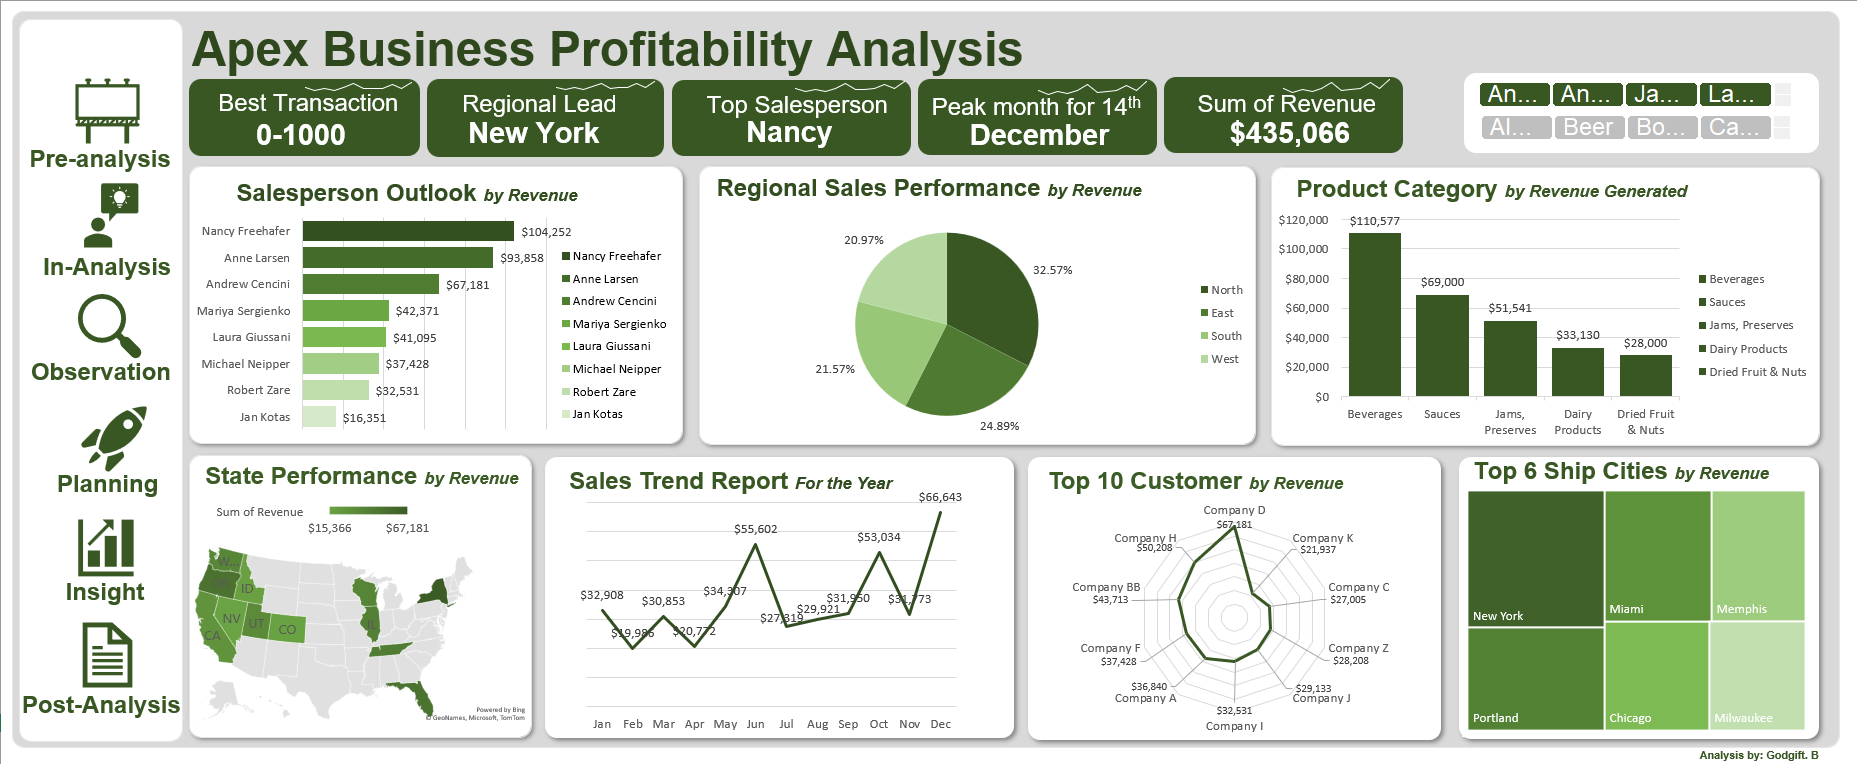 Apex Business Profitability Analysis
Pre-analysis
In-Analysis
Observation
Planning
Insight
Post-Analysis
Best Transaction
0-1000
Regional Lead
New York
Top Salesperson
Nancy
Peak month for 14th
December
Sum of Revenue
$435,066
An... An... Ja... La...
Al... Beer Bo... Ca...
Salesperson Outlook by Revenue
Nancy Freehafer $104,252
Anne Larsen $93,858
Andrew Cencini $67,181
Mariya Sergienko $42,371
Laura Giussani $41,095
Michael Neipper $37,428
Robert Zare $32,531
Jan Kotas $16,351
Nancy Freehafer
Anne Larsen
Andrew Cencini
Mariya Sergienko
Laura Giussani
Michael Neipper
Robert Zare
Jan Kotas
Regional Sales Performance by Revenue
20.97%
32.57%
21.57%
24.89%
North
East
South
West
Product Category by Revenue Generated
$120,000
$100,000
$80,000
$60,000
$40,000
$20,000
$0
$110,577
$69,000
$51,541
$33,130
$28,000
Beverages
Sauces
Jams,
Preserves
Dairy
Products
Dried Fruit
& Nuts
Beverages
Sauces
Jams, Preserves
Dairy Products
Dried Fruit & Nuts
State Performance by Revenue
Sum of Revenue
$15,366 $67,181
W...
ID
NV
UT
CO
CA
IL
Powered by Bing
© GeoNames, Microsoft, TomTom
Sales Trend Report For the Year
$32,908
$19,986
$30,853
$20,772
$34,307
$55,602
$27,319
$29,921
$31,950
$53,034
$31,773
$66,643
Jan Feb Mar Apr May Jun Jul Aug Sep Oct Nov Dec
Top 10 Customer by Revenue
Company D
$67,181
Company K
$21,937
Company C
$27,005
Company Z
$28,208
$29,133
Company J
$32,531
Company I
$36,840
Company A
Company F
$37,428
Company BB
$43,713
Company H
$50,208
Top 6 Ship Cities by Revenue
New York
Miami
Memphis
Portland
Chicago
Milwaukee
Analysis by: Godgift. B